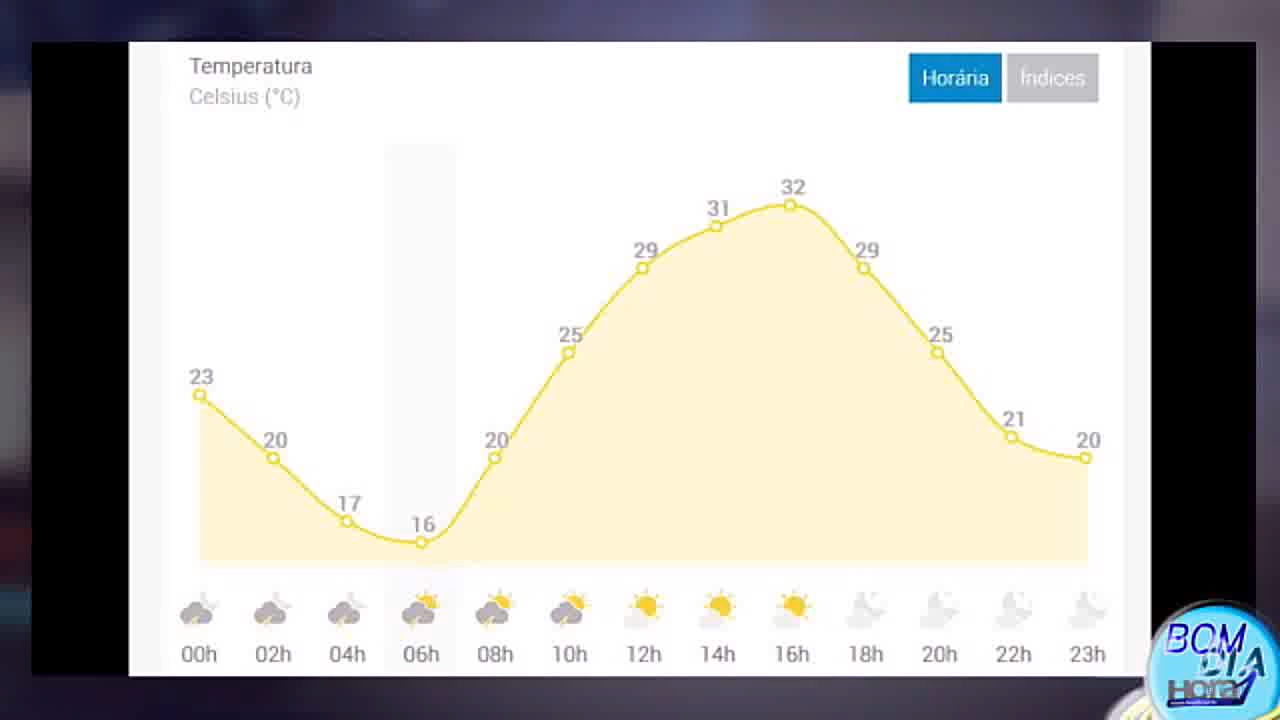 Temperatura
Celsius (°C)
Horária Índices
32
31
29 29
25 25
23
21
20 20 20
17
16
00h 02h 04h 06h 08h 10h 12h 14h 16h 18h 20h 22h 23h
BOM
DIA
Hora